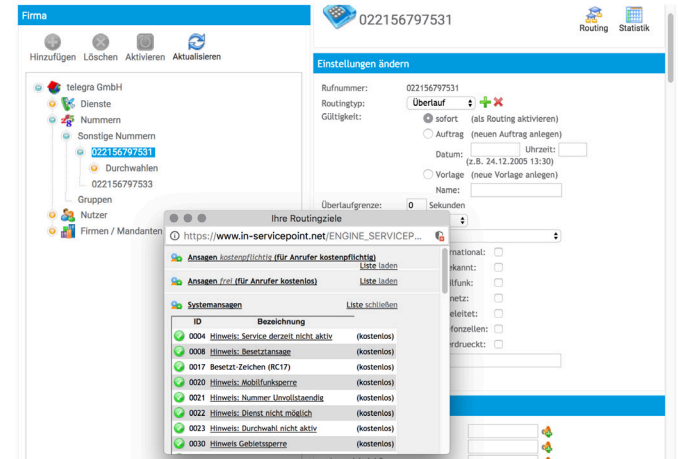 Firma
Hinzufügen Löschen Aktivieren Aktualisieren
telegra GmbH
Dienste
Nummern
Sonstige Nummern
022156797531
Durchwahlen
022156797533
Gruppen
Nutzer
Firmen / Mandanten
022156797531
Routing Statistik
Einstellungen ändern
Rufnummer: 022156797531
Routingtyp: Überlauf
Gültigkeit: sofort (als Routing aktivieren)
Auftrag (neuen Auftrag anlegen)
Datum: Uhrzeit:
(z.B. 24.12.2005 13:30)
Vorlage (neue Vorlage anlegen)
Name:
Überlaufgrenze: 0 Sekunden
Ihre Routingziele
https://www.in-servicepoint.net/ENGINE_SERVICEP...
Ansagen kostenpflichtig (für Anrufer kostenpflichtig)
Liste laden
Ansagen frei (für Anrufer kostenlos) Liste laden
Systemansagen Liste schließen
ID Bezeichnung
0004 Hinweis: Service derzeit nicht aktiv (kostenlos)
0008 Hinweis: Besetztansage (kostenlos)
0017 Besetzt-Zeichen (RC17) (kostenlos)
0020 Hinweis: Mobilfunksperre (kostenlos)
0021 Hinweis: Nummer Unvollstaendig (kostenlos)
0022 Hinweis: Dienst nicht möglich (kostenlos)
0023 Hinweis: Durchwahl nicht aktiv (kostenlos)
0030 Hinweis Gebietssperre (kostenlos)